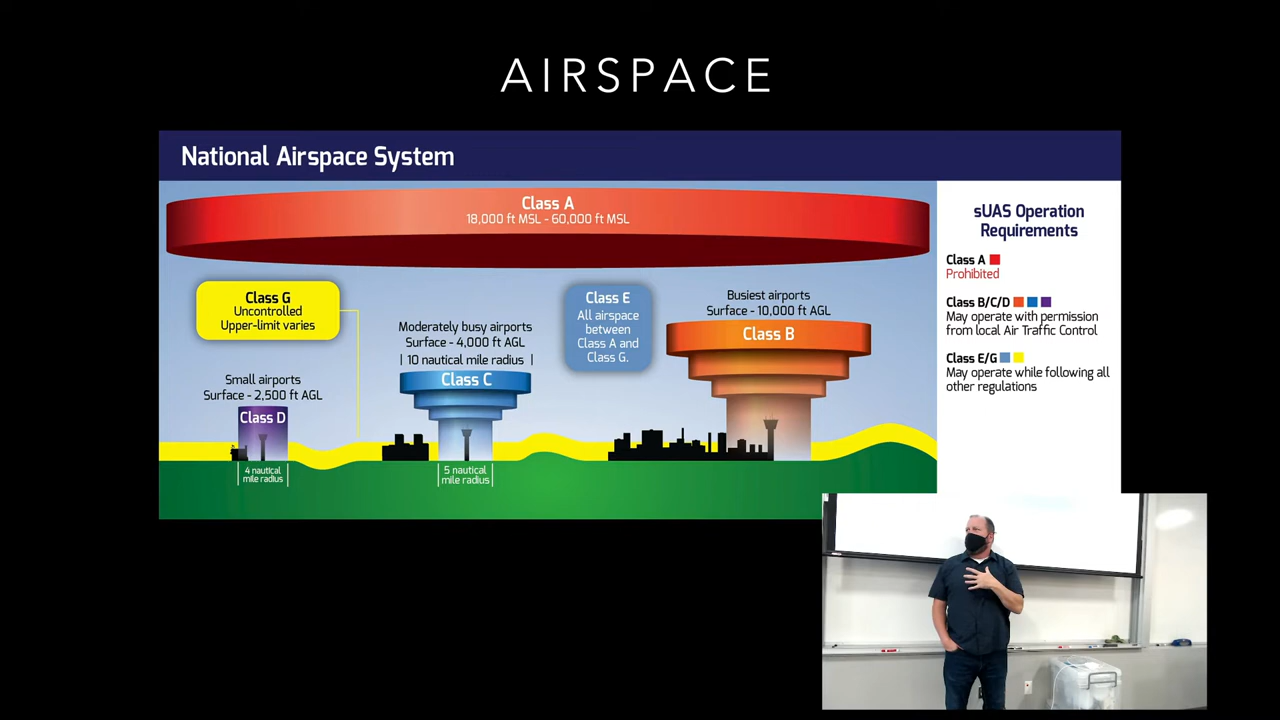 AIRSPACE
National Airspace System
Class A
18,000 ft MSL - 60,000 ft MSL
Class G
Uncontrolled
Upper-limit varies
Small airports
Surface - 2,500 ft AGL
Class D
4 nautical
mile radius
Moderately busy airports
Surface - 4,000 ft AGL
| 10 nautical mile radius |
Class C
5 nautical
mile radius
Class E
All airspace
between
Class A and
Class G.
Busiest airports
Surface - 10,000 ft AGL
Class B
sUAS Operation
Requirements
Class A
Prohibited
Class B/C/D
May operate with permission
from local Air Traffic Control
Class E/G
May operate while following all
other regulations